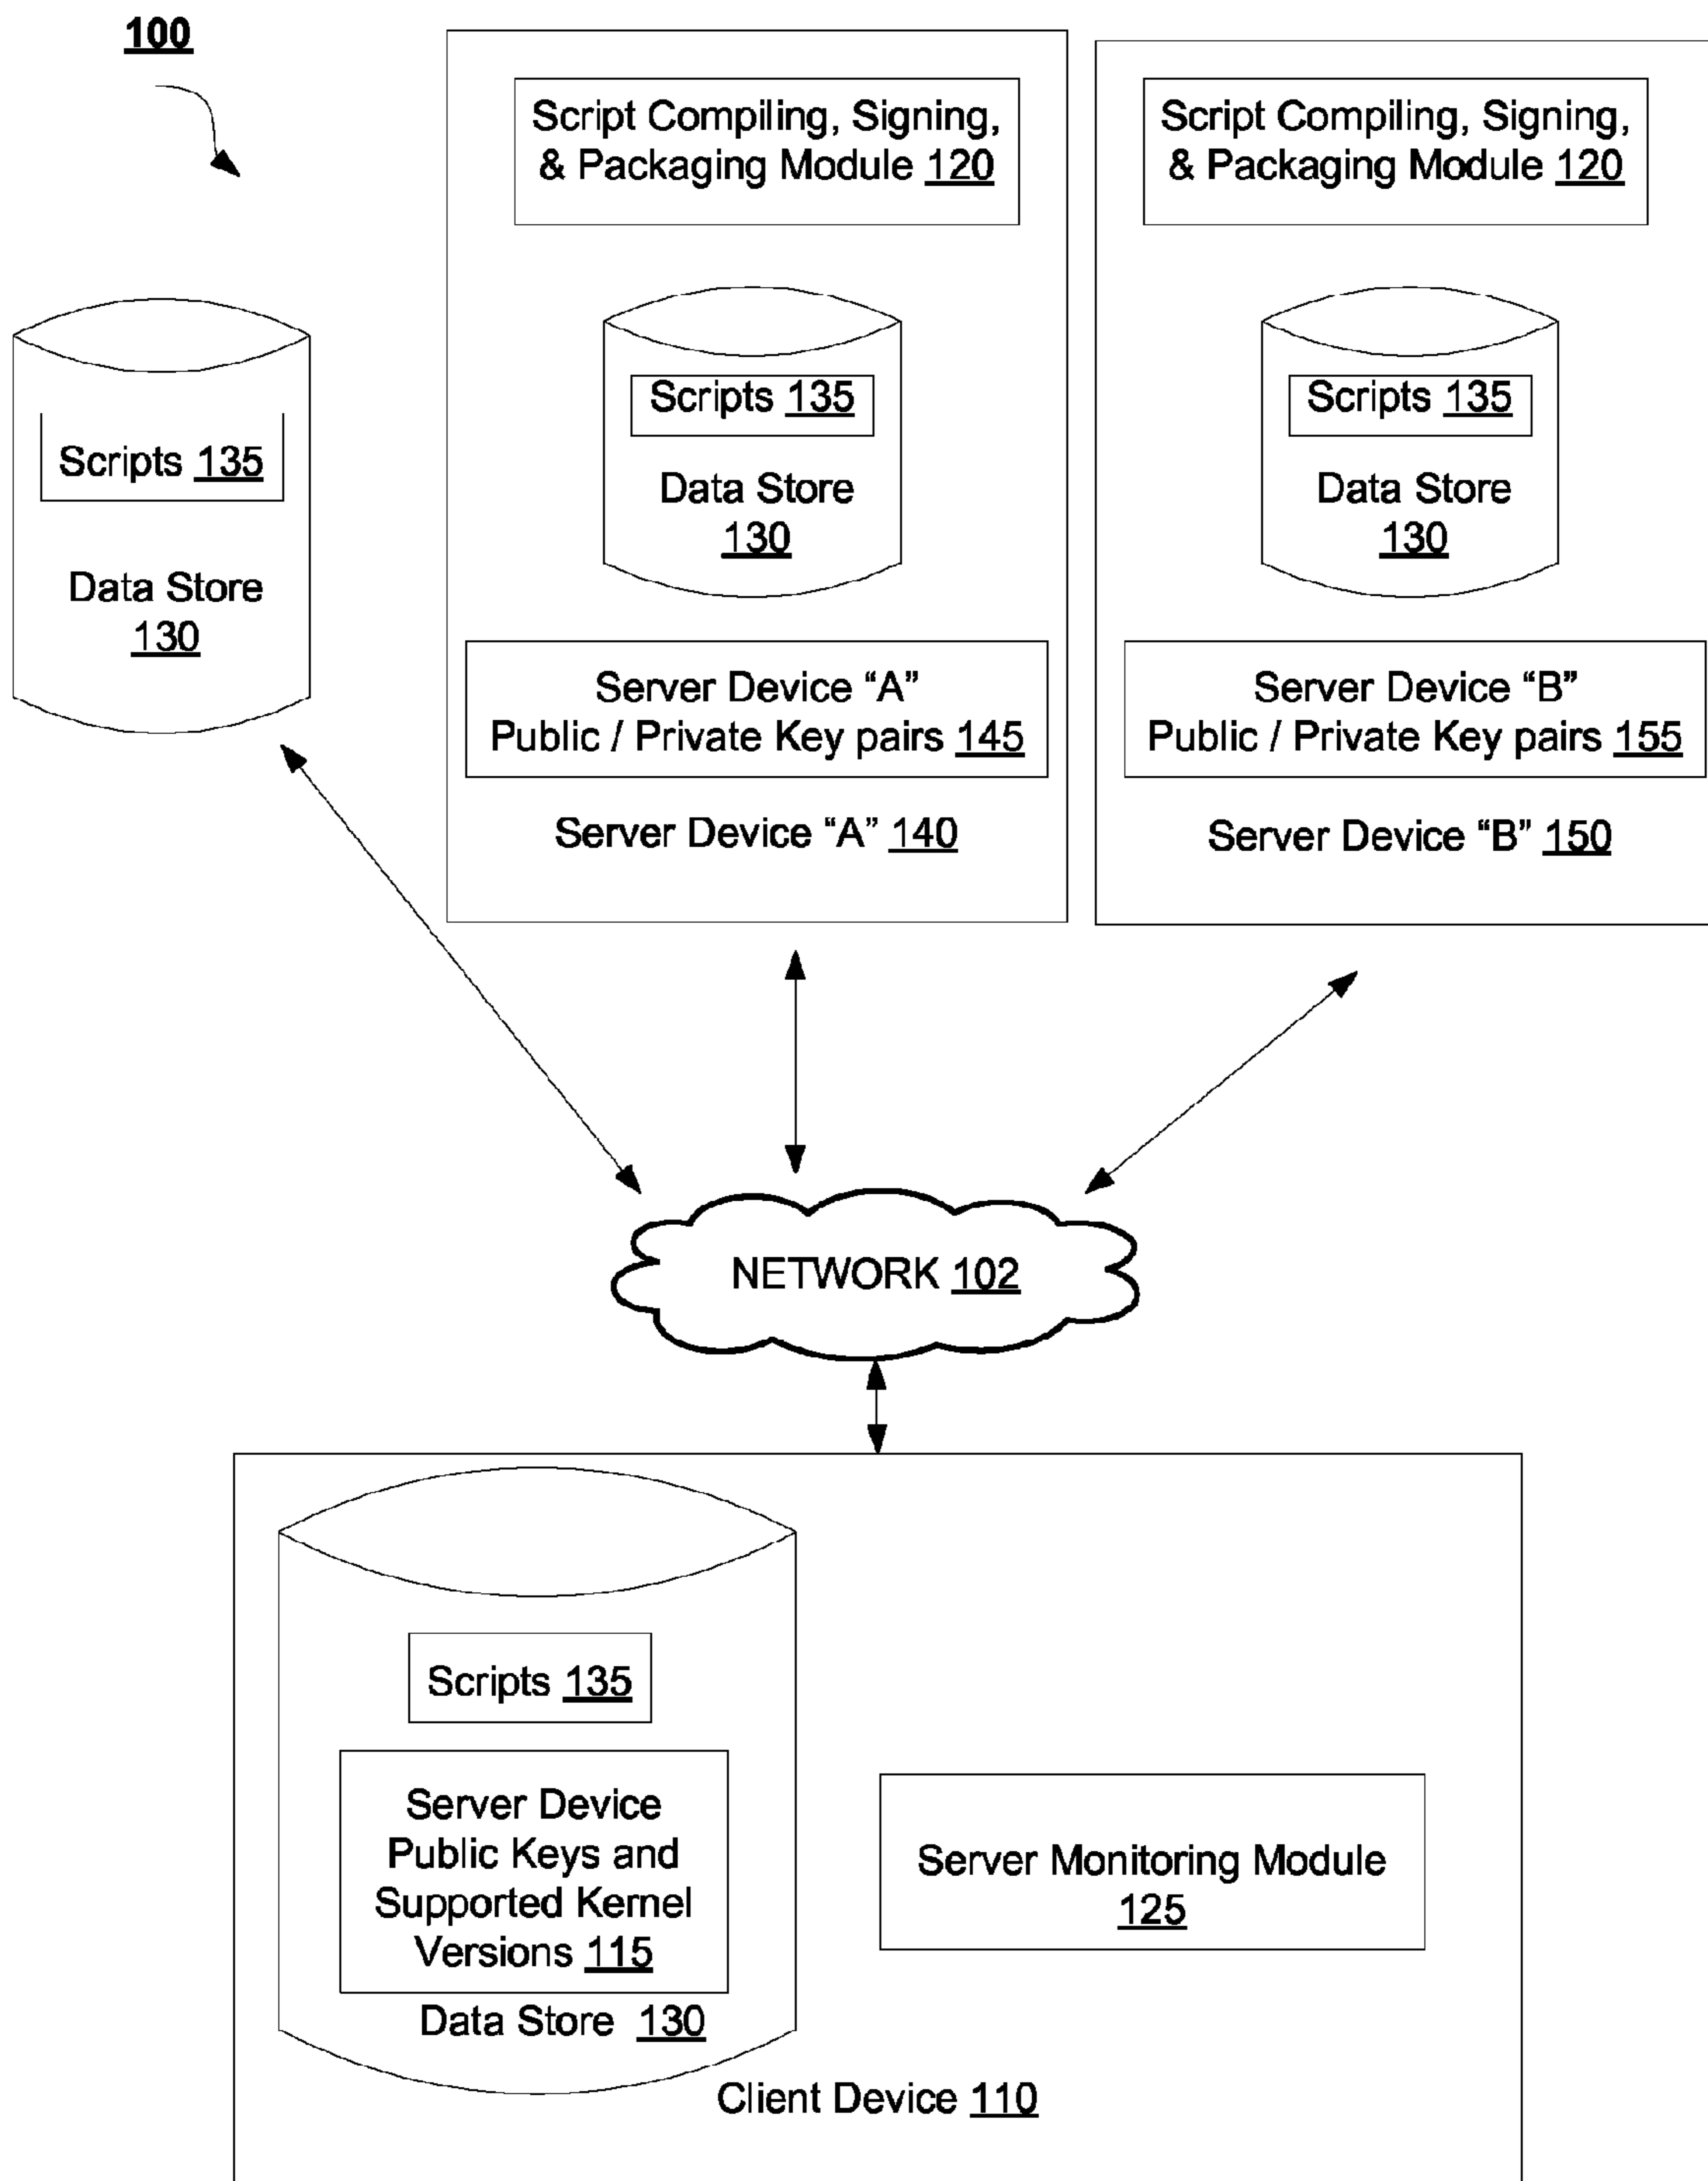 100
Script Compiling, Signing,
& Packaging Module 120
Scripts 135
Data Store
130
Server Device “A”
Public / Private Key pairs 145
Server Device “A” 140
Script Compiling, Signing,
& Packaging Module 120
Scripts 135
Data Store
130
Server Device “B”
Public / Private Key pairs 155
Server Device “B” 150
Scripts 135
Data Store
130
NETWORK 102
Scripts 135
Server Device
Public Keys and
Supported Kernel
Versions 115
Data Store 130
Server Monitoring Module
125
Client Device 110